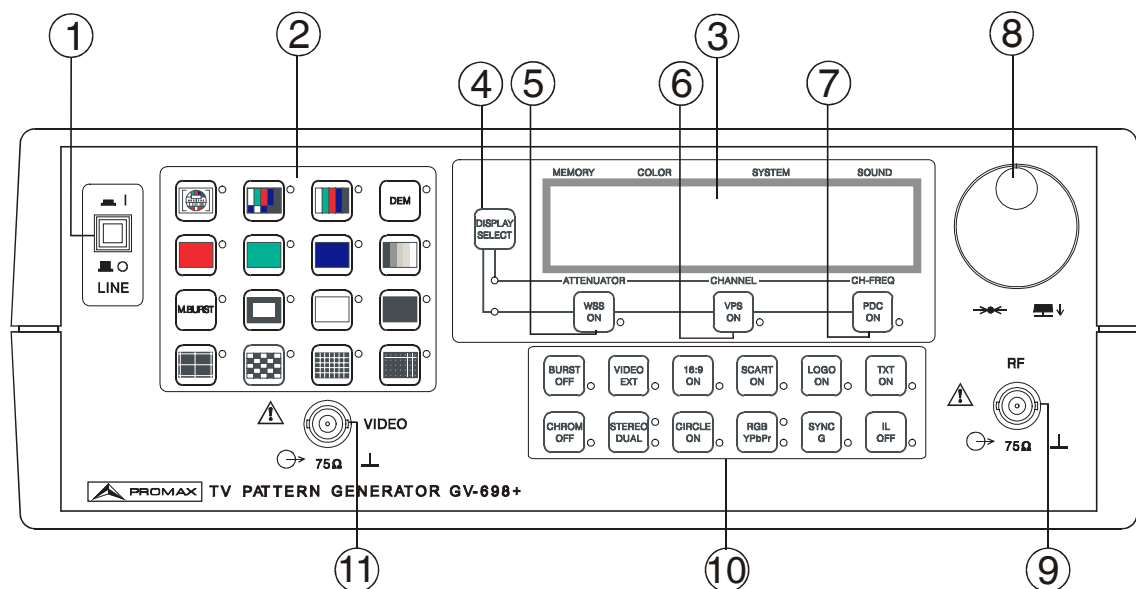 1
2
3
4
5
6
7
8
MEMORY COLOR SYSTEM SOUND
DISPLAY
SELECT
ATTENUATOR CHANNEL CH-FREQ
WSS
ON
VPS
ON
PDC
ON
I
O
LINE
DEM
M.BURST
BURST
OFF
VIDEO
EXT
16:9
ON
SCART
ON
LOGO
ON
TXT
ON
CHROM
OFF
STEREO
DUAL
CIRCLE
ON
RGB
YPbPr
SYNC
G
IL
OFF
RF
75Ω
VIDEO
75Ω
PROMAX TV PATTERN GENERATOR GV-698+
11
10
9